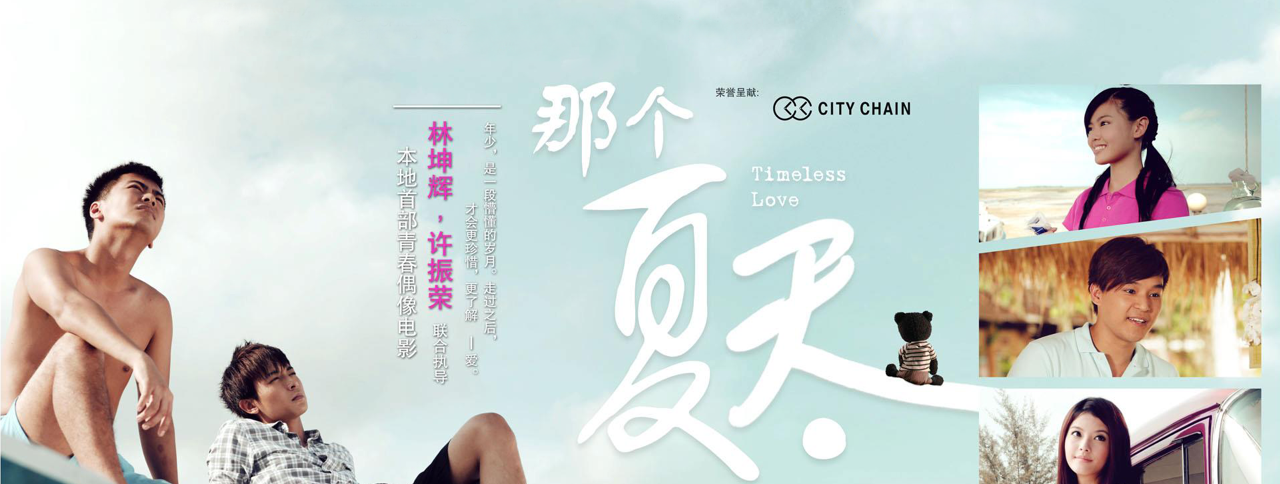 年少，是一段懵懂的岁月。走过之后，
才会更珍惜，更了解 — 爱。
林坤辉，许振荣 联合执导
本地首部青春偶像电影
那个
夏天
荣誉呈献:
CITY CHAIN
Timeless
Love